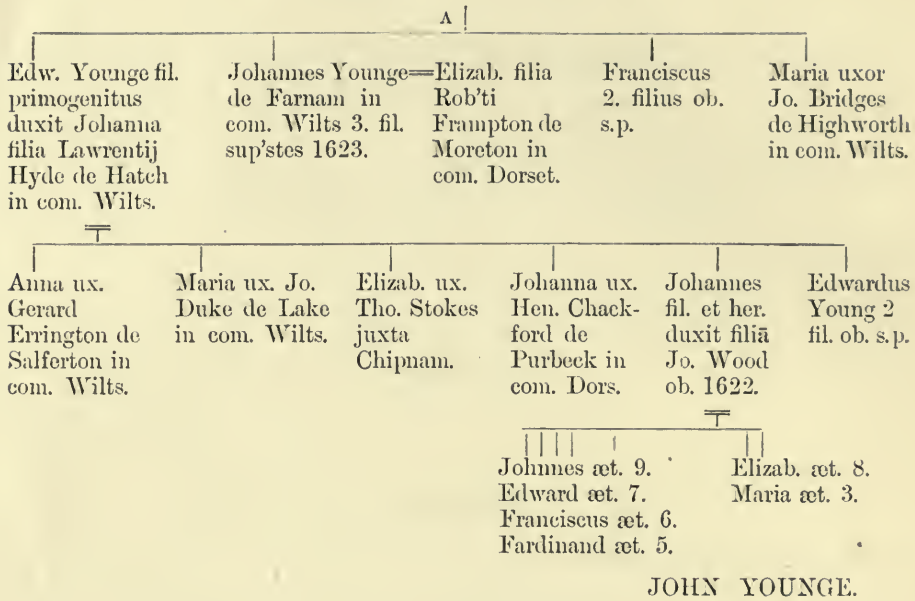 A
Edw. Younge fil.
primogenitus
duxit Johanna
filia Lawrentij
Hyde de Hatch
in com. Wilts.
Johannes Younge=Elizab. filia
de Farnam in
com. Wilts 3. fil.
sup'stes 1623.
Rob'ti
Frampton de
Moreton in
com. Dorset.
Franciscus
2. filius ob.
s.p.
Maria uxor
Jo. Bridges
de Highworth
in com. Wilts.
Anna ux.
Gerard
Errington de
Salferton in
com. Wilts.
Maria ux. Jo.
Duke de Lake
in com. Wilts.
Elizab. ux.
Tho. Stokes
juxta
Chipnam.
Johanna ux.
Hen. Chack-
ford de
Purbeck in
com. Dors.
Johannes
fil. et her.
duxit filiā
Jo. Wood
ob. 1622.
Edwardus
Young 2
fil. ob. s.p.
Johnnes æt. 9.
Edward æt. 7.
Franciscus æt. 6.
Fardinand æt. 5.
Elizab. æt. 8.
Maria æt. 3.
JOHN YOUNGE.